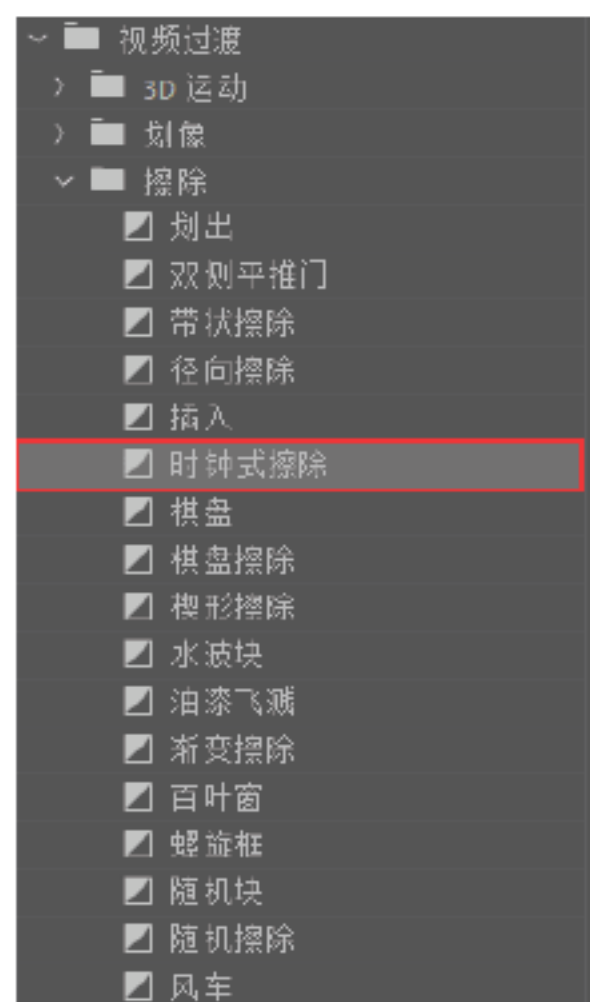 视频过渡
3D 运动
划像
擦除
划出
双侧平推门
带状擦除
径向擦除
插入
时钟式擦除
棋盘
棋盘擦除
楔形擦除
水波块
油漆飞溅
渐变擦除
百叶窗
螺旋框
随机块
随机擦除
风车